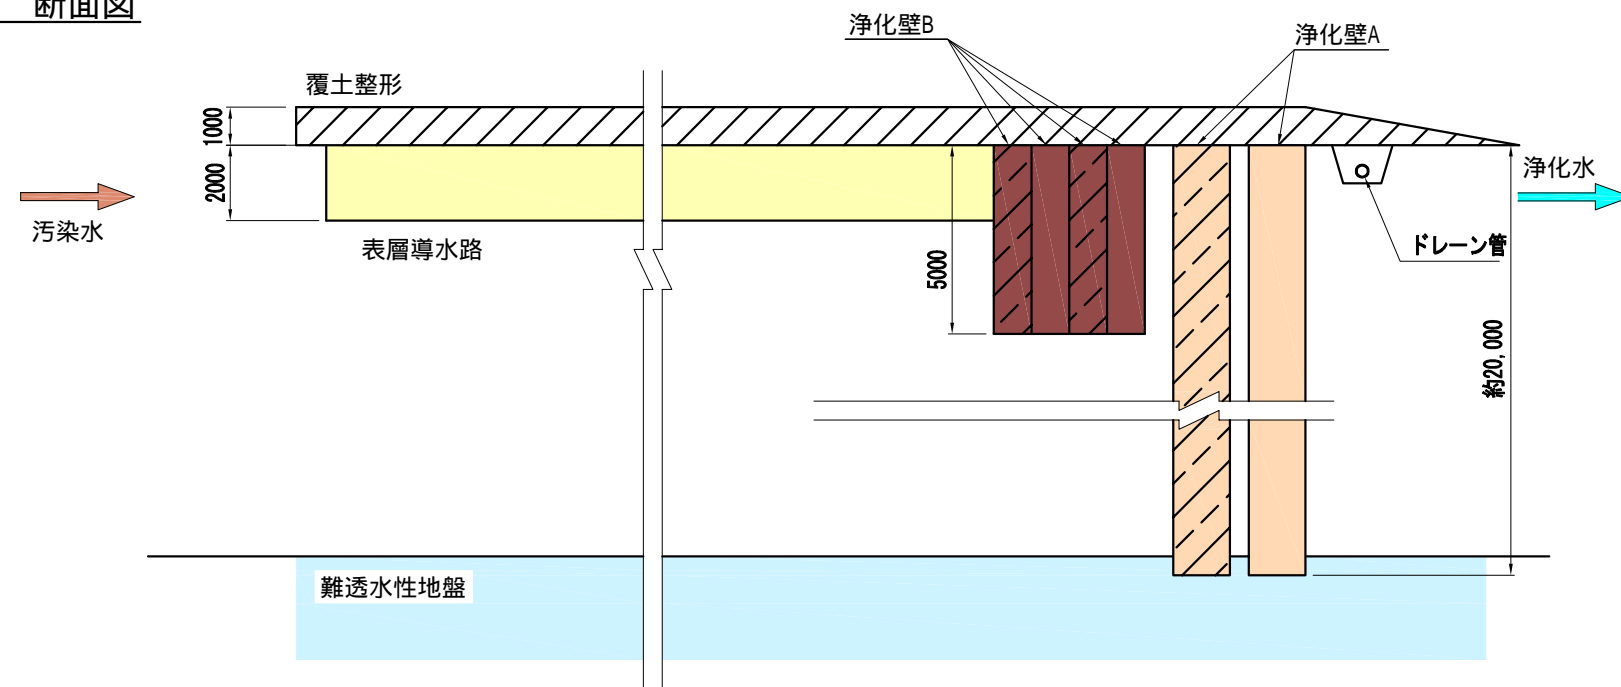 断面図
浄化壁B
浄化壁A
覆土整形
1000
2000
汚染水
表層導水路
5000
浄化水
ドレーン管
約20,000
難透水性地盤